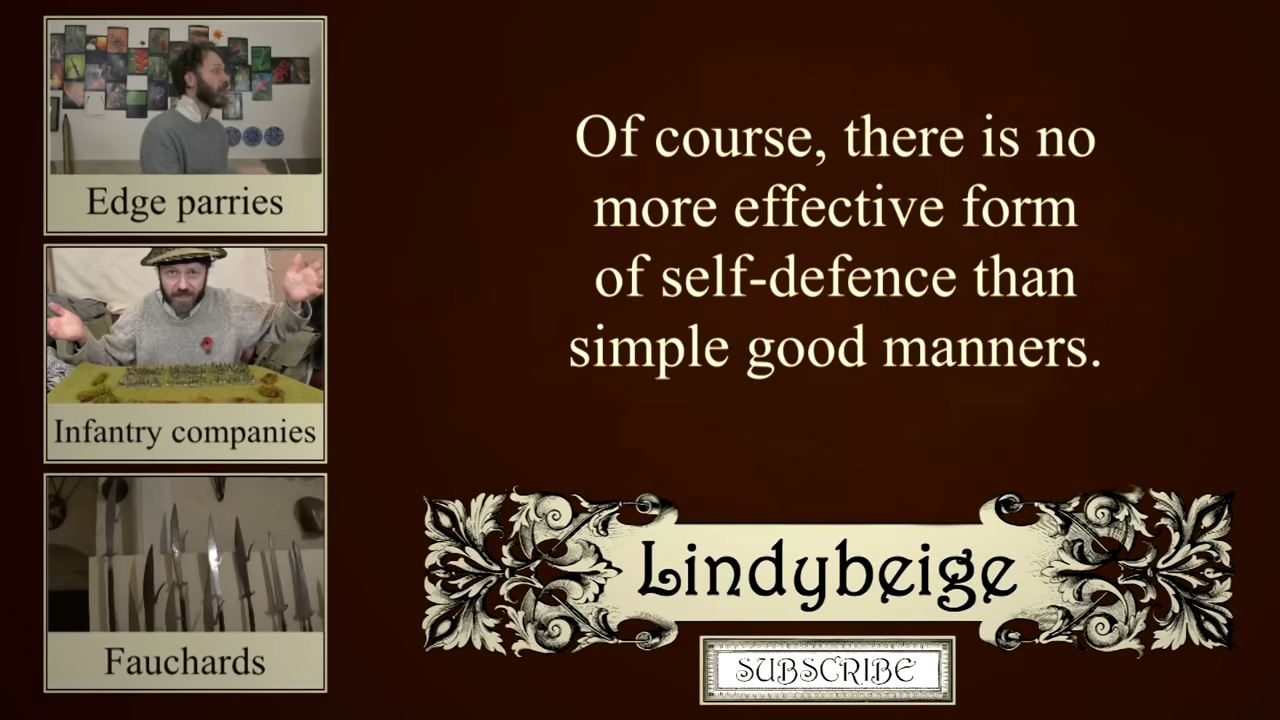 Edge parries
Infantry companies
Fauchards
Of course, there is no
more effective form
of self-defence than
simple good manners.
Lindybeige
SUBSCRIBE